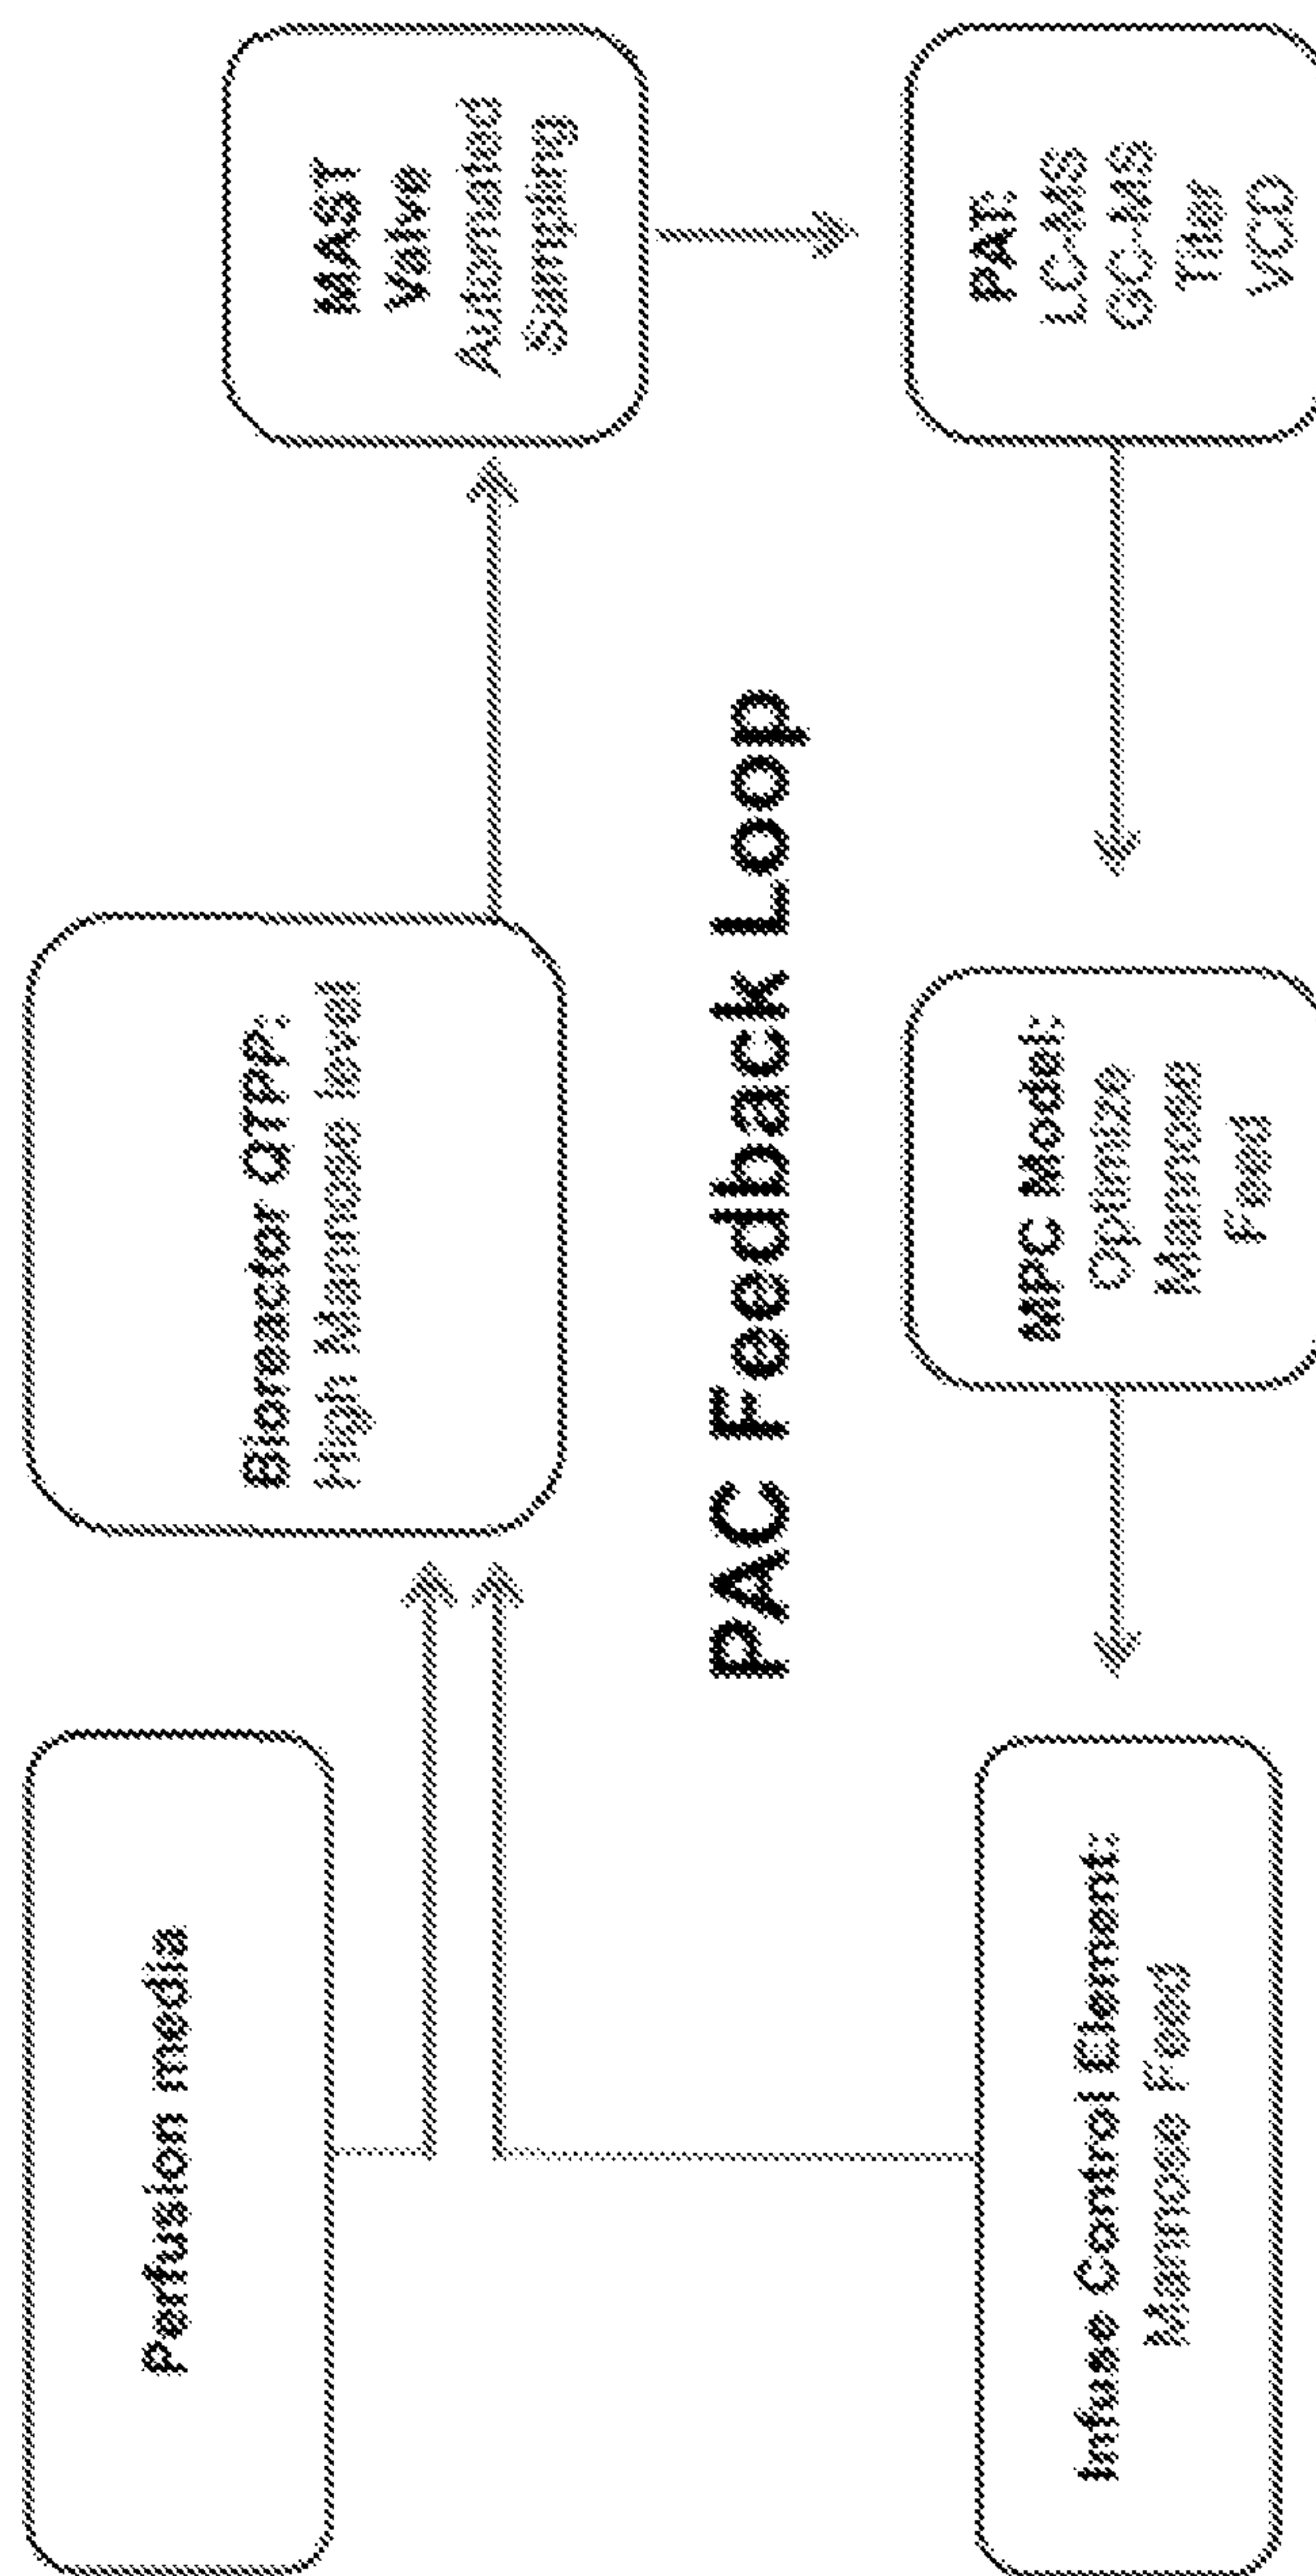 Perfusion media
Bioreactor QTPP:
High Mannose level
MAST
Valve
Automated
Sampling
PAC Feedback Loop
Infuse Control Element:
Mannose Feed
MPC Model:
Optimize
Mannose
Feed
PAT:
LC-MS
GC-MS
Titer
VCD